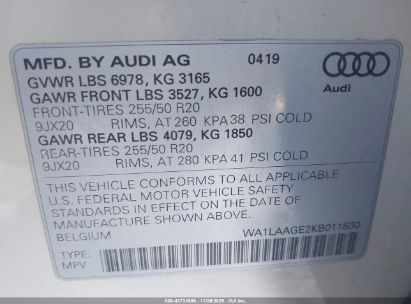 MFD. BY AUDI AG 0419
GVWR LBS 6978, KG 3165
GAWR FRONT LBS 3527, KG 1600
FRONT-TIRES 255/50 R20
9JX20 RIMS, AT 260 KPA 38 PSI COLD
GAWR REAR LBS 4079, KG 1850
REAR-TIRES 255/50 R20
9JX20 RIMS, AT 280 KPA 41 PSI COLD
Audi
THIS VEHICLE CONFORMS TO ALL APPLICABLE
U.S. FEDERAL MOTOR VEHICLE SAFETY
STANDARDS IN EFFECT ON THE DATE OF
MANUFACTURE SHOWN ABOVE.
BELGIUM WA1LAAGE2KB011630
TYPE:
MPV